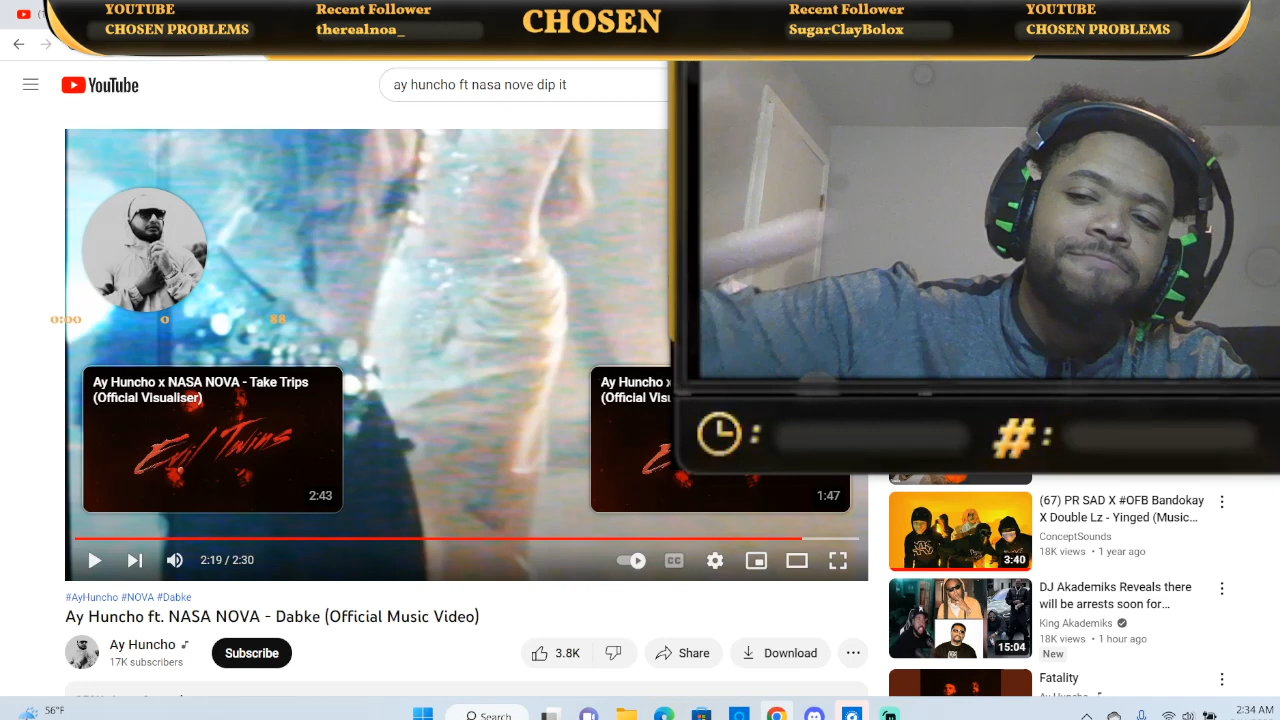 YOUTUBE
CHOSEN PROBLEMS
Recent Follower
therealnoa_
CHOSEN
Recent Follower
SugarClayBolox
YOUTUBE
CHOSEN PROBLEMS
YouTube
ay huncho ft nasa nove dip it
0:00
0
88
Ay Huncho x NASA NOVA - Take Trips
(Official Visualiser)
Evil Twins
2:43
Ay Huncho x
(Official Visu
1:47
:
# :
2:19 / 2:30
CC
#AyHuncho #NOVA #Dabke
Ay Huncho ft. NASA NOVA - Dabke (Official Music Video)
Ay Huncho
17K subscribers
Subscribe
3.8K
Share
Download
(67) PR SAD X #OFB Bandokay
X Double Lz - Yinged (Music...
ConceptSounds
18K views • 1 year ago
3:40
DJ Akademiks Reveals there
will be arrests soon for...
King Akademiks
18K views • 1 hour ago
New
15:04
Fatality
56°F
Search
2:34 AM